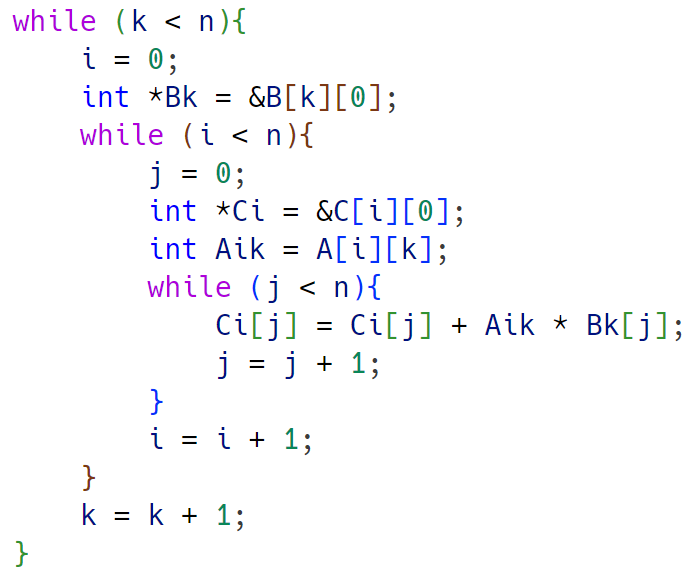 while (k < n){
    i = 0;
    int *Bk = &B[k][0];
    while (i < n){
        j = 0;
        int *Ci = &C[i][0];
        int Aik = A[i][k];
        while (j < n){
            Ci[j] = Ci[j] + Aik * Bk[j];
            j = j + 1;
        }
        i = i + 1;
    }
    k = k + 1;
}